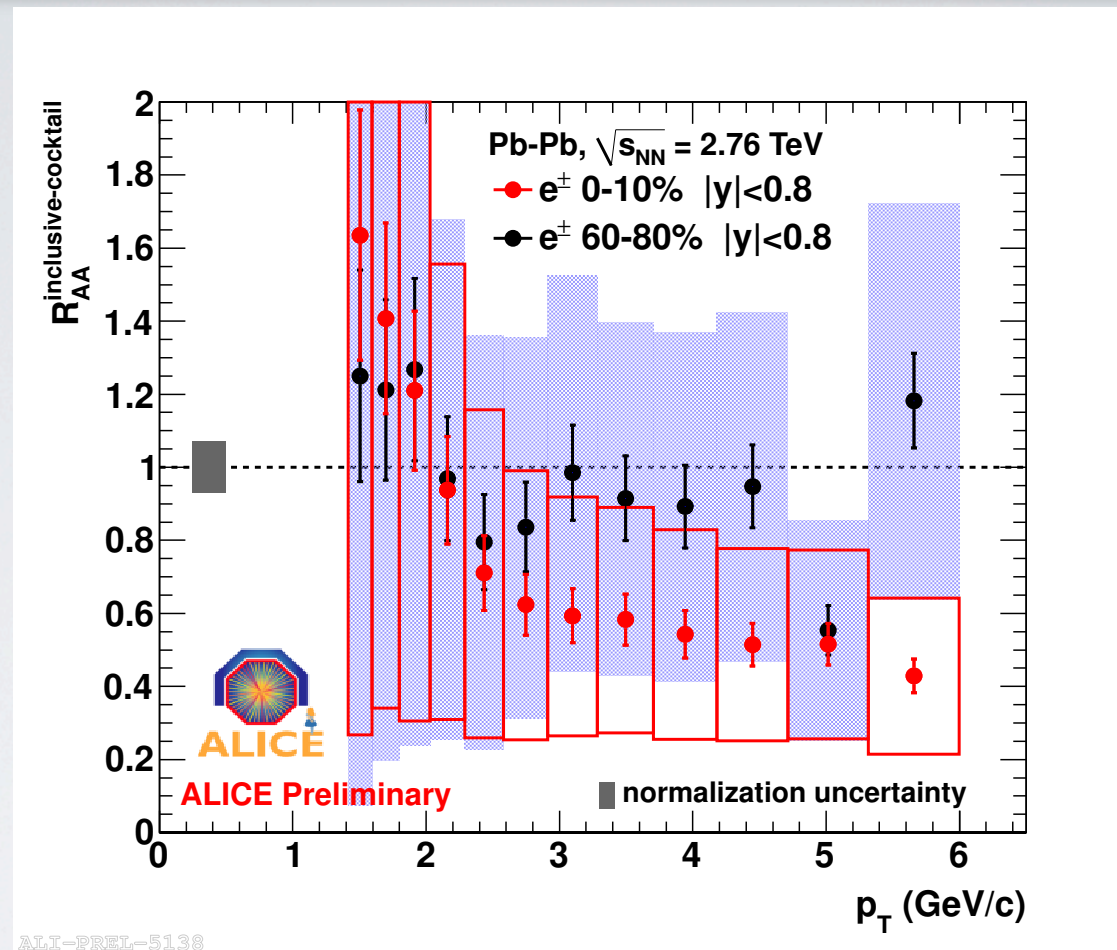 R_AA^inclusive-cocktail
2
1.8
1.6
1.4
1.2
1
0.8
0.6
0.4
0.2
0
Pb-Pb, √s_NN = 2.76 TeV
e± 0-10% |y|<0.8
e± 60-80% |y|<0.8
ALICE
ALICE Preliminary
normalization uncertainty
0 1 2 3 4 5 6
p_T (GeV/c)
ALI-PREL-5138